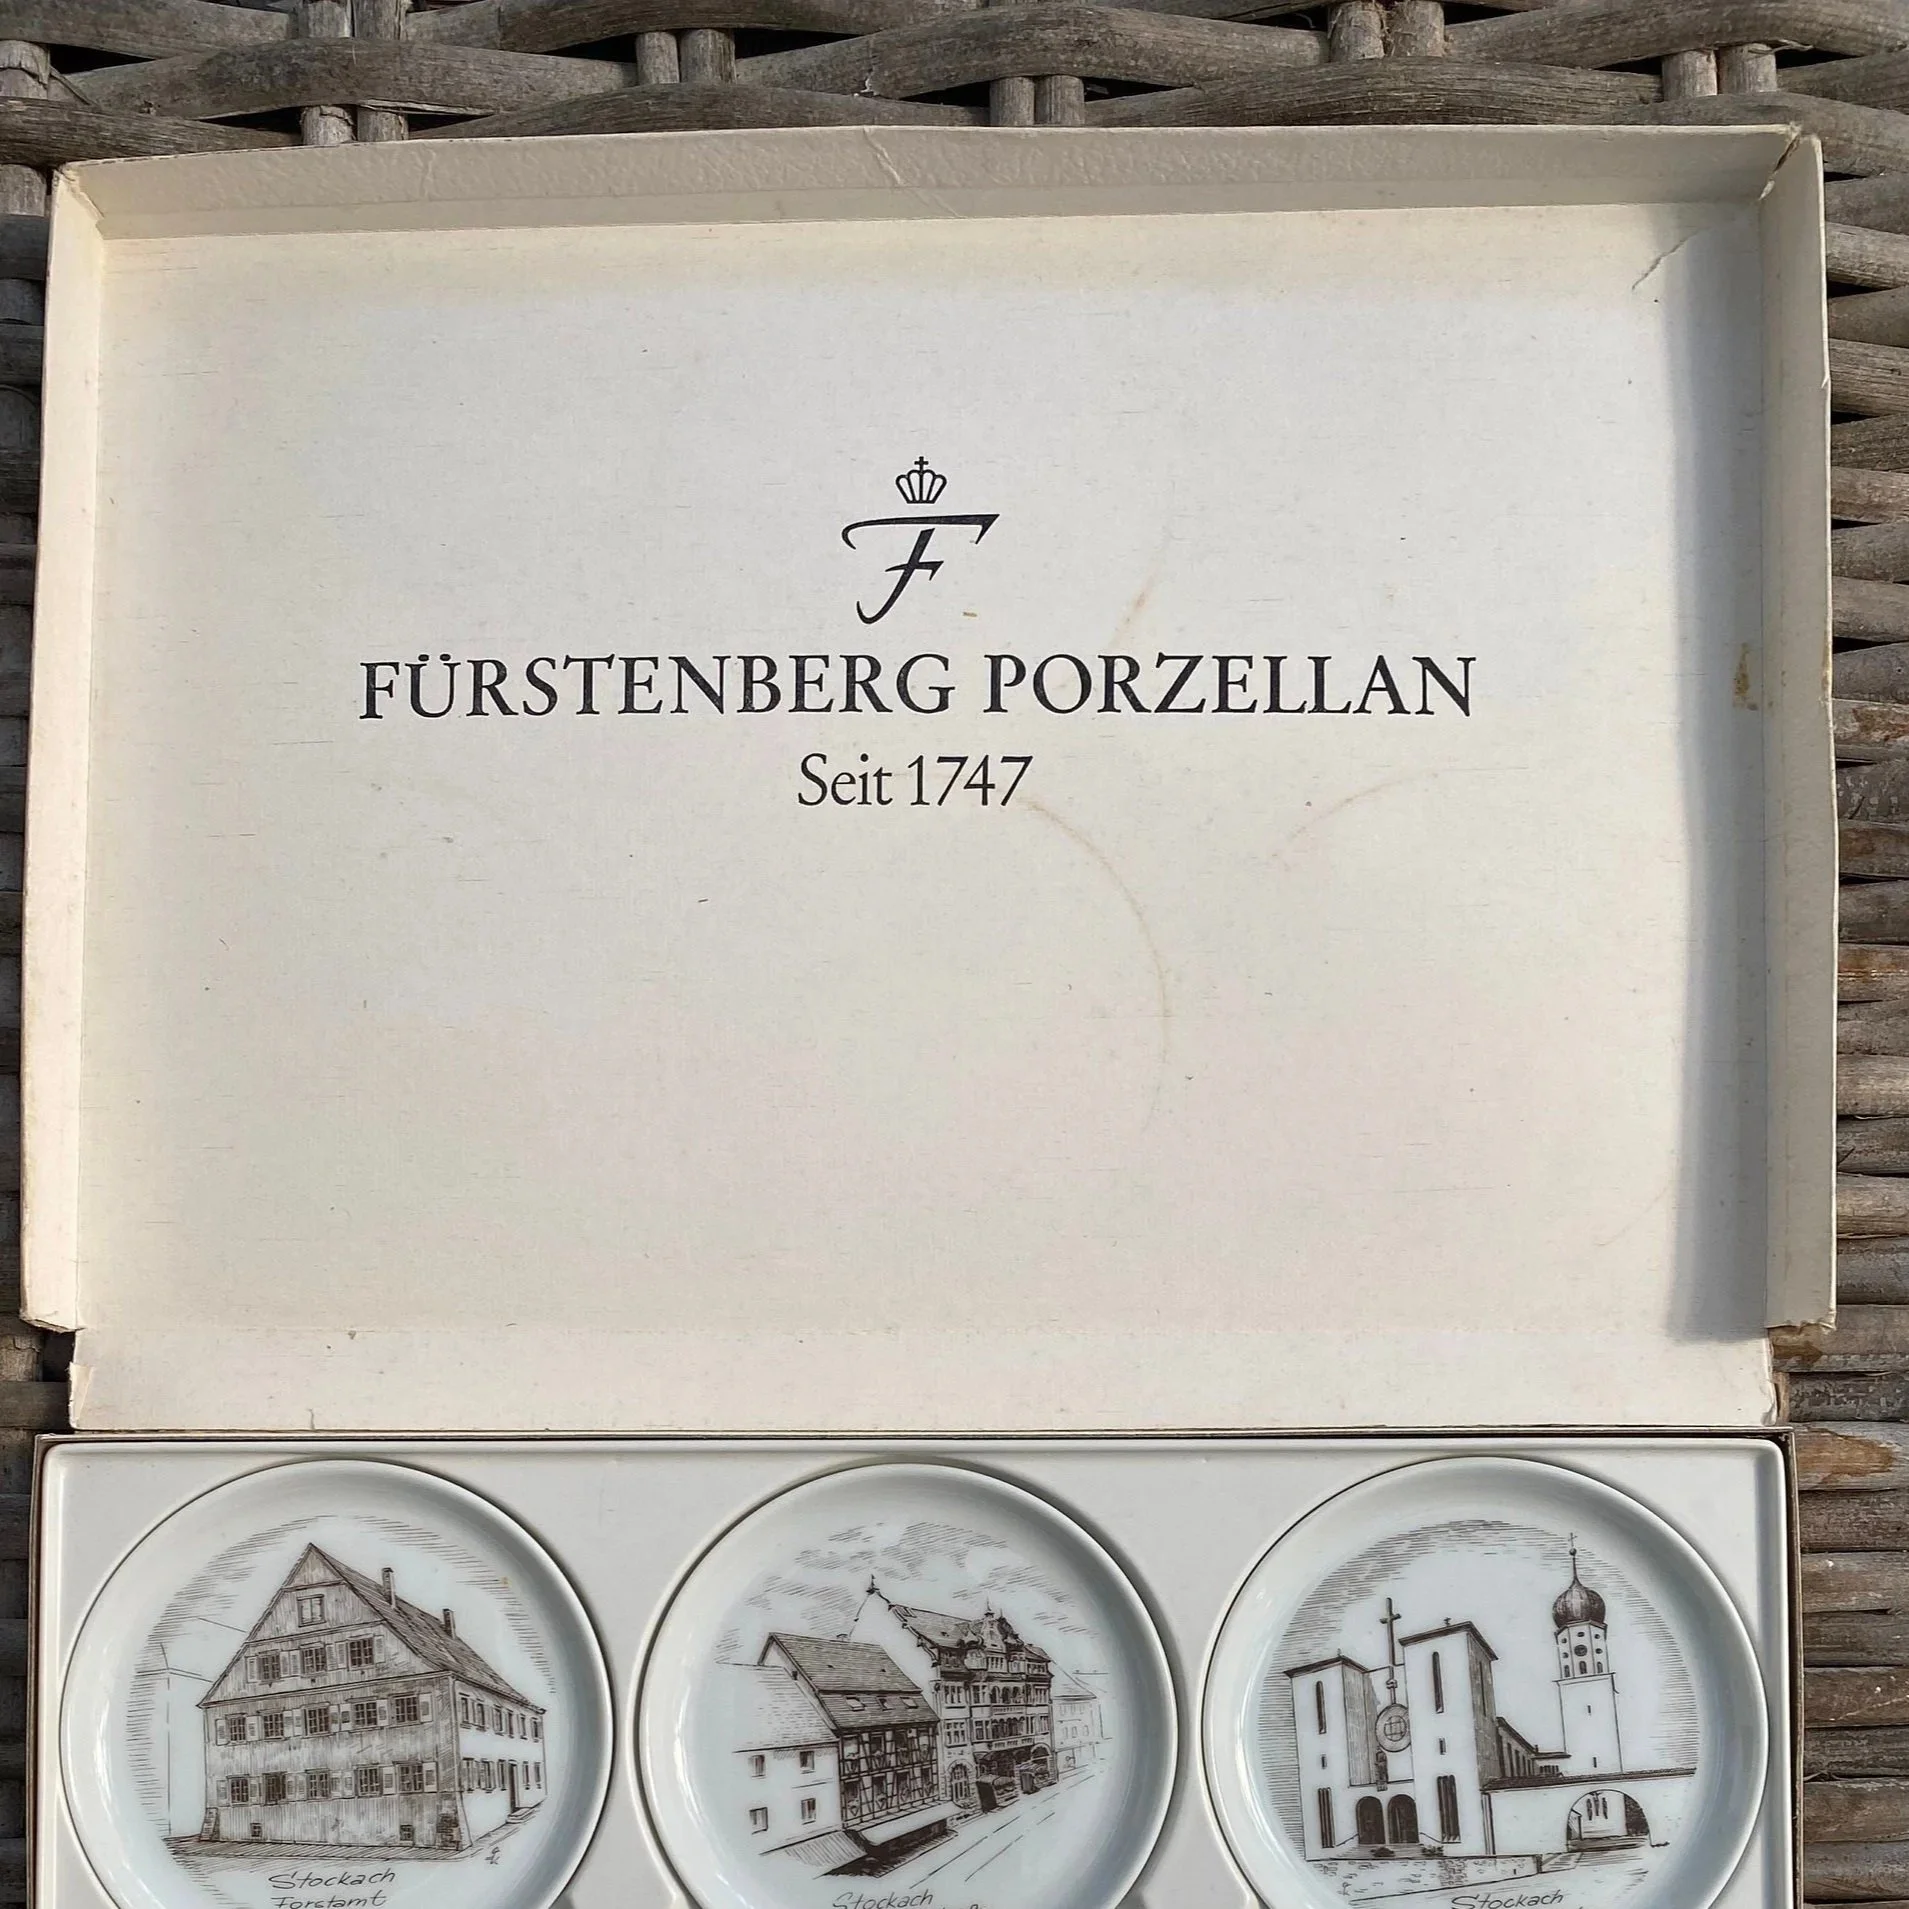 F
FÜRSTENBERG PORZELLAN
Seit 1747
Stockach
Forstamt
Stockach
Stockach